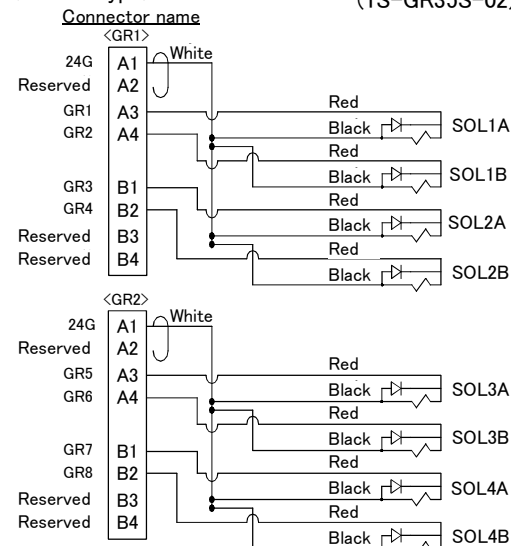 Connector name
<GR1>
24G A1 White
Reserved A2
GR1 A3 Red
Black SOL1A
GR2 A4 Red
Black SOL1B
GR3 B1 Red
Black SOL2A
GR4 B2 Red
Reserved B3
Black SOL2B
Reserved B4
<GR2>
24G A1 White
Reserved A2
GR5 A3 Red
Black SOL3A
GR6 A4 Red
Black SOL3B
GR7 B1 Red
Black SOL4A
GR8 B2 Red
Reserved B3
Reserved B4
Black SOL4B